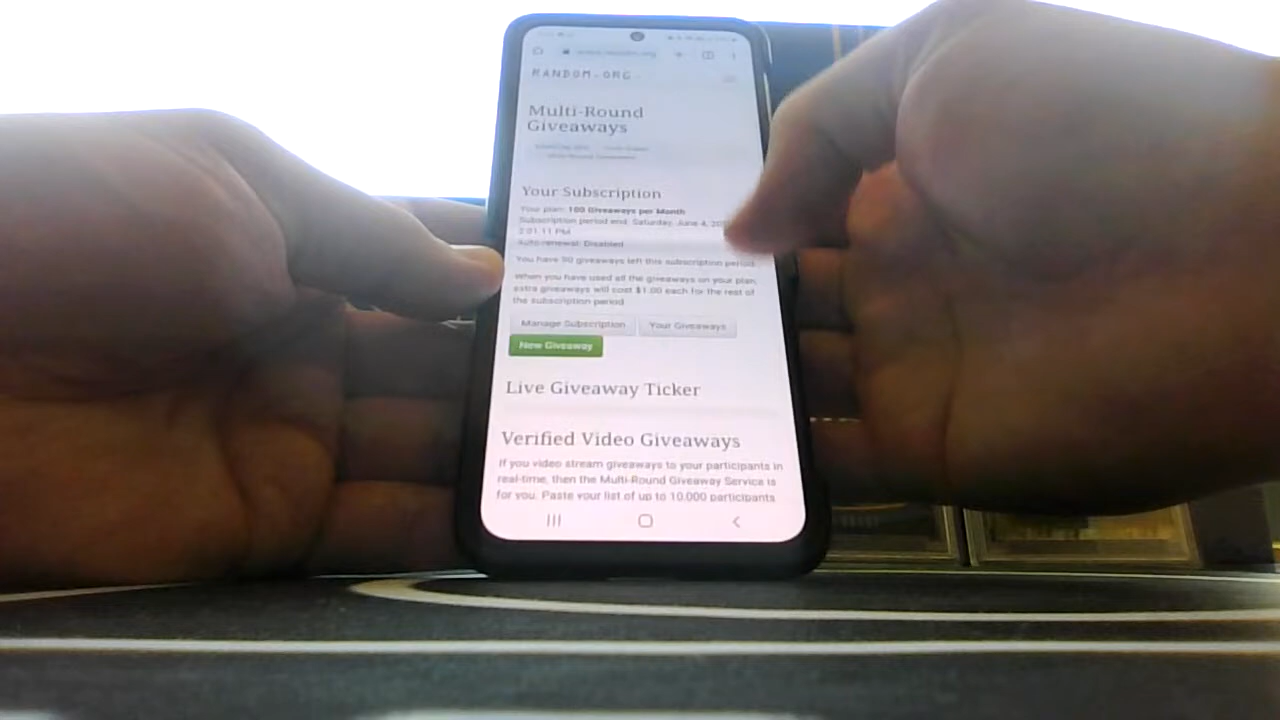 RANDOM.ORG
Multi-Round
Giveaways
Your Subscription
Your plan: 100 Giveaways per Month
Subscription period end: Saturday, June 4,
2:01:11 PM
Auto-renewal: Disabled
You have 90 giveaways left this subscription period.
When you have used all the giveaways on your plan,
extra giveaways will cost $1.00 each for the rest of
the subscription period.
Manage Subscription
Your Giveaways
New Giveaway
Live Giveaway Ticker
Verified Video Giveaways
If you video stream giveaways to your participants in
real-time, then the Multi-Round Giveaway Service is
for you. Paste your list of up to 10,000 participants